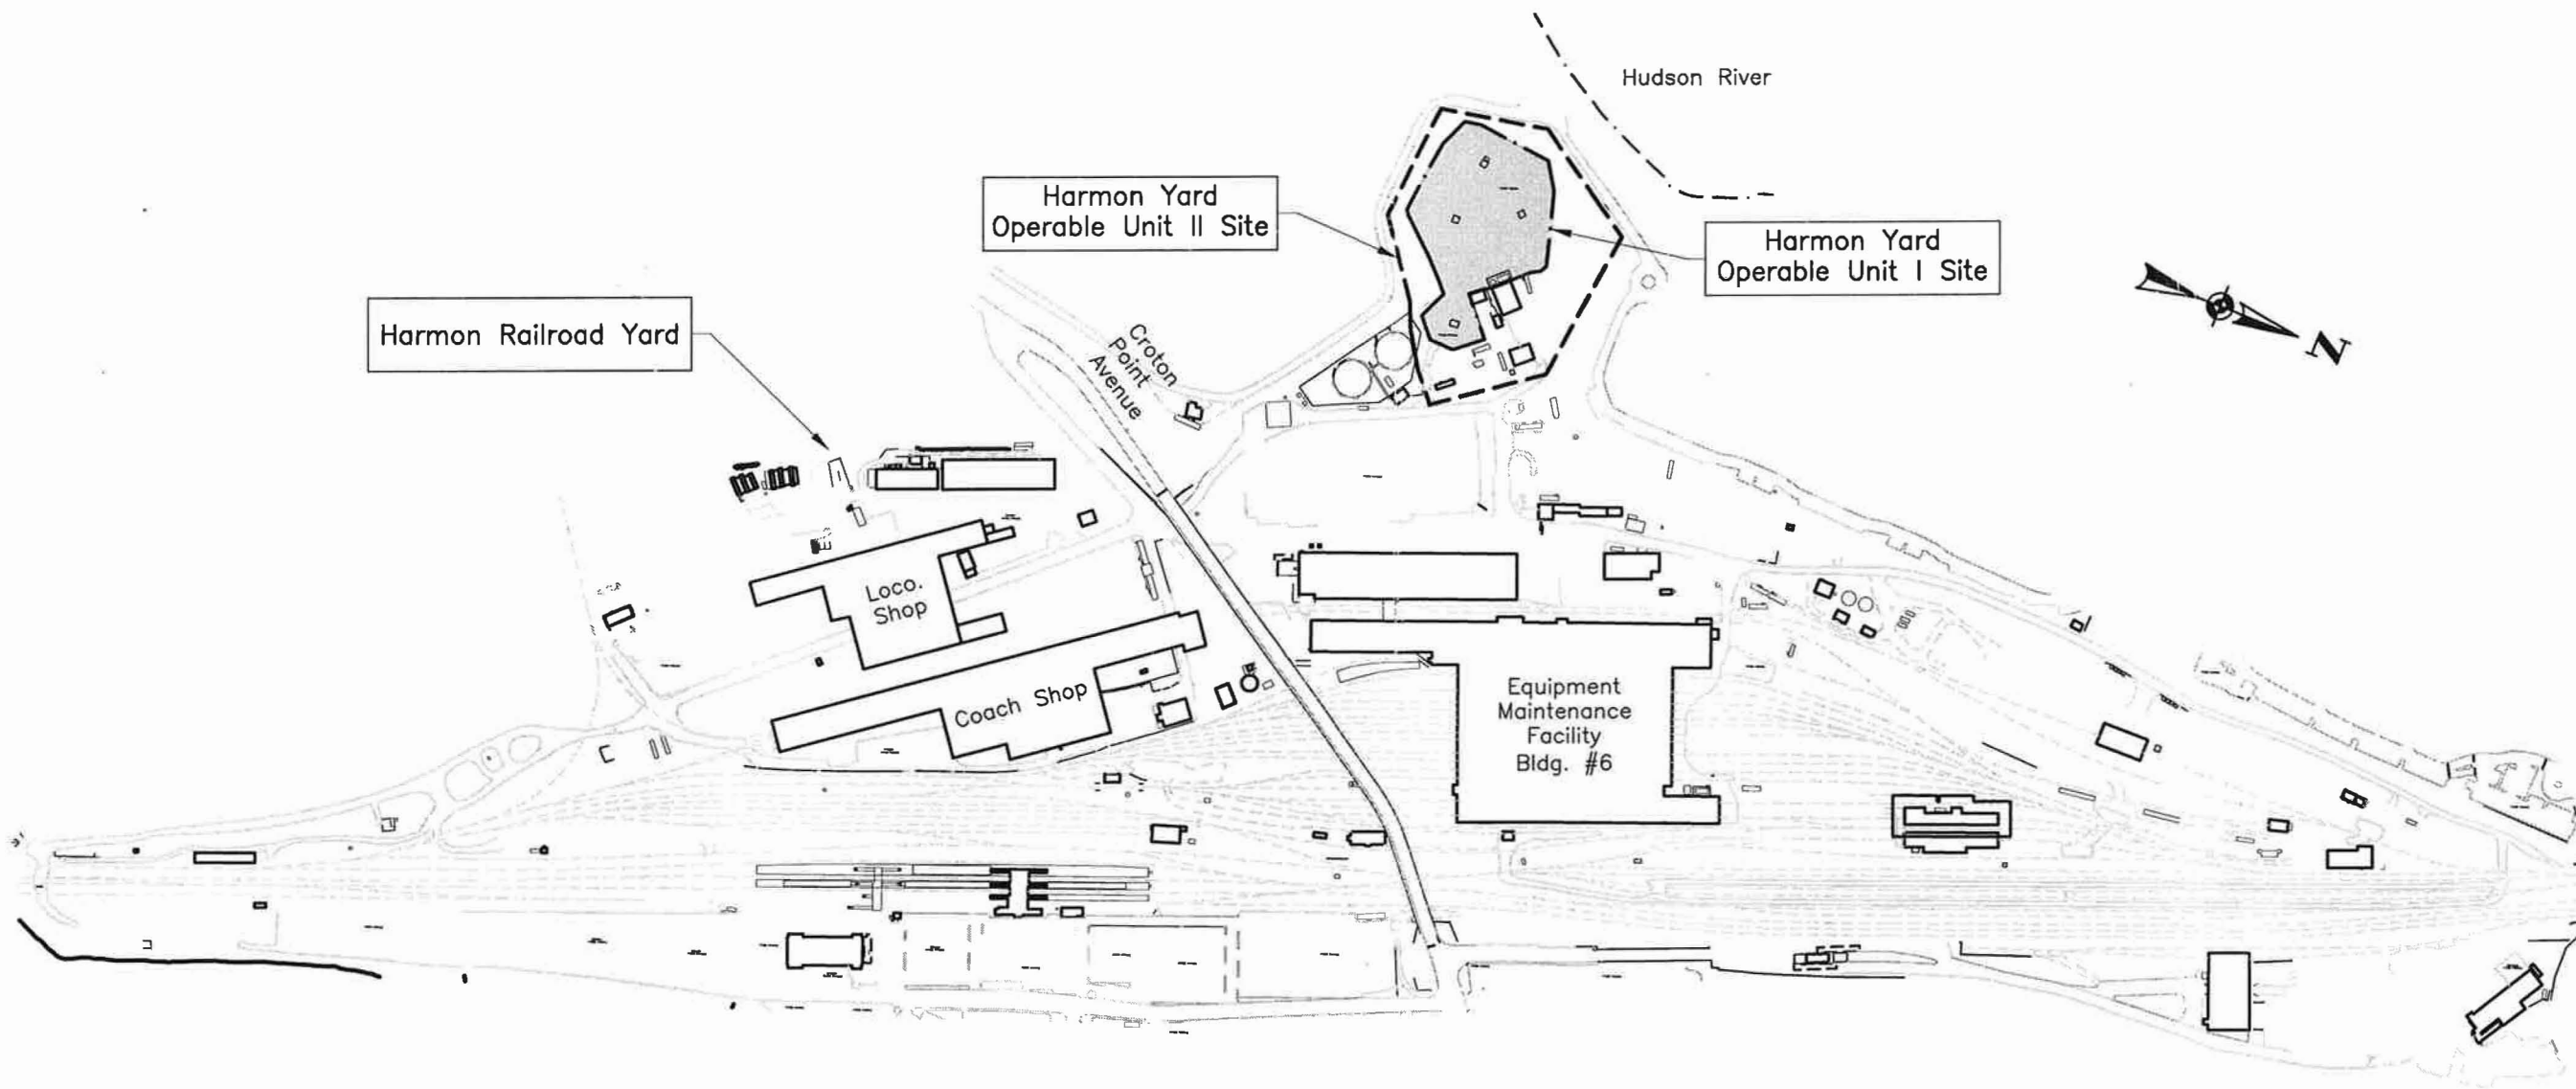 Hudson River
Harmon Yard
Operable Unit II Site
Harmon Yard
Operable Unit I Site
Harmon Railroad Yard
N
Croton
Point
Avenue
Loco.
Shop
Coach Shop
Equipment
Maintenance
Facility
Bldg. #6